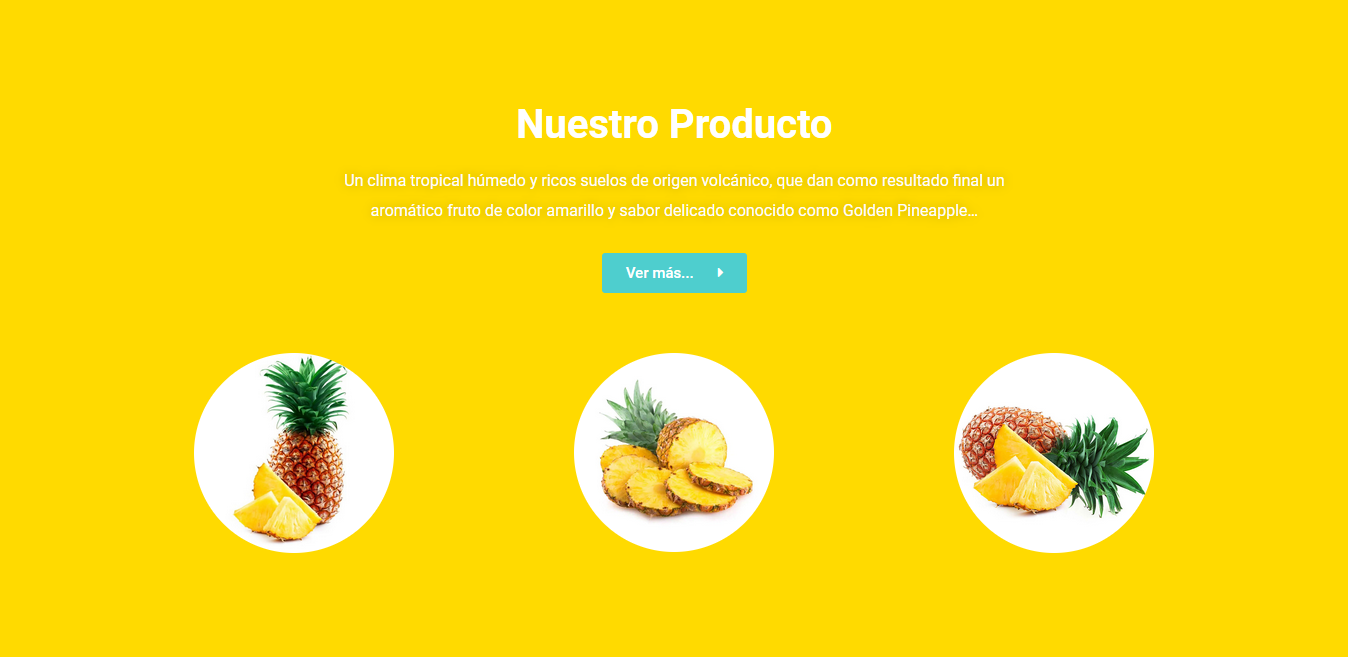 Nuestro Producto
Un clima tropical húmedo y ricos suelos de origen volcánico, que dan como resultado final un
aromático fruto de color amarillo y sabor delicado conocido como Golden Pineapple…
Ver más...